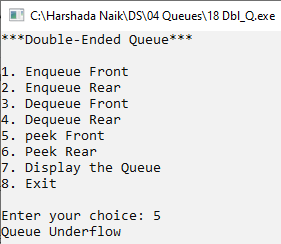 C:\Harshada Naik\DS\04 Queues\18 Dbl_Q.exe
***Double-Ended Queue***
1. Enqueue Front
2. Enqueue Rear
3. Dequeue Front
4. Dequeue Rear
5. peek Front
6. Peek Rear
7. Display the Queue
8. Exit
Enter your choice: 5
Queue Underflow